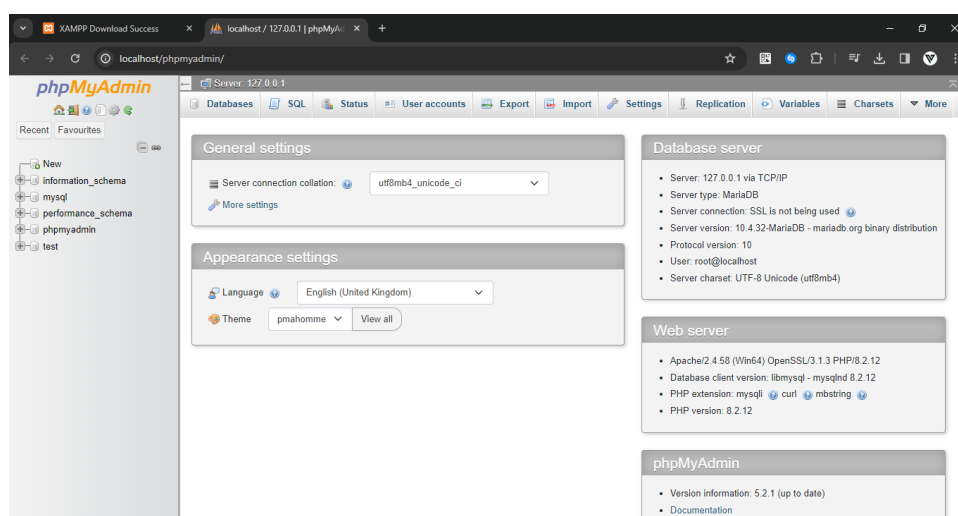 XAMPP Download Success
localhost / 127.0.0.1 | phpMyAd
localhost/phpmyadmin/
phpMyAdmin
Recent Favourites
New
information_schema
mysql
performance_schema
phpmyadmin
test
Server: 127.0.0.1
Databases SQL Status User accounts Export Import Settings Replication Variables Charsets More
General settings
Server connection collation: utf8mb4_unicode_ci
More settings
Appearance settings
Language English (United Kingdom)
Theme pmahomme View all
Database server
Server: 127.0.0.1 via TCP/IP
Server type: MariaDB
Server connection: SSL is not being used
Server version: 10.4.32-MariaDB - mariadb.org binary distribution
Protocol version: 10
User: root@localhost
Server charset: UTF-8 Unicode (utf8mb4)
Web server
Apache/2.4.58 (Win64) OpenSSL/3.1.3 PHP/8.2.12
Database client version: libmysql - mysqlnd 8.2.12
PHP extension: mysqli curl mbstring
PHP version: 8.2.12
phpMyAdmin
Version information: 5.2.1 (up to date)
Documentation